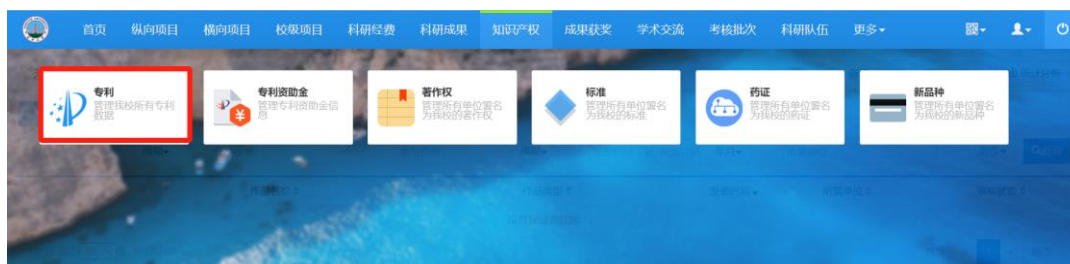 首页 纵向项目 横向项目 校级项目 科研经费 科研成果 知识产权 成果获奖 学术交流 考核批次 科研队伍 更多
专利
管理我校所有专利
数据
专利资助金
管理专利资助金信
息
著作权
管理所有单位署名
为我校的著作权
标准
管理所有单位署名
为我校的标准
药证
管理所有单位署名
为我校的药证
新品种
管理所有单位署名
为我校的新品种